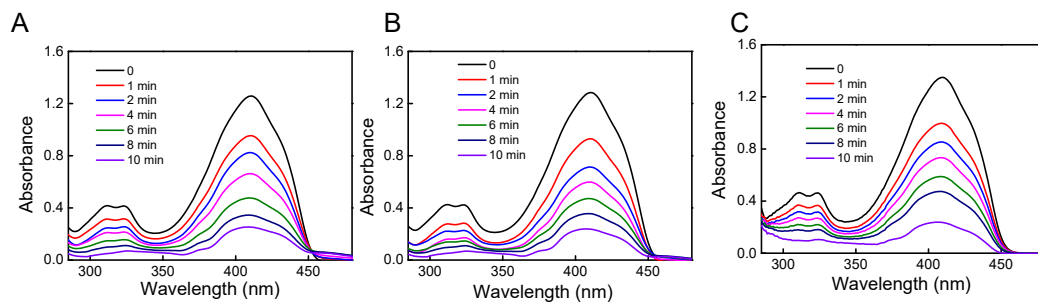 A
1.6
1.2
0.8
0.4
0.0
Absorbance
0
1 min
2 min
4 min
6 min
8 min
10 min
300
350
400
450
Wavelength (nm)
B
1.6
1.2
0.8
0.4
0.0
Absorbance
0
1 min
2 min
4 min
6 min
8 min
10 min
300
350
400
450
Wavelength (nm)
C
1.6
1.2
0.8
0.4
0.0
Absorbance
0
1 min
2 min
4 min
6 min
8 min
10 min
300
350
400
450
Wavelength (nm)